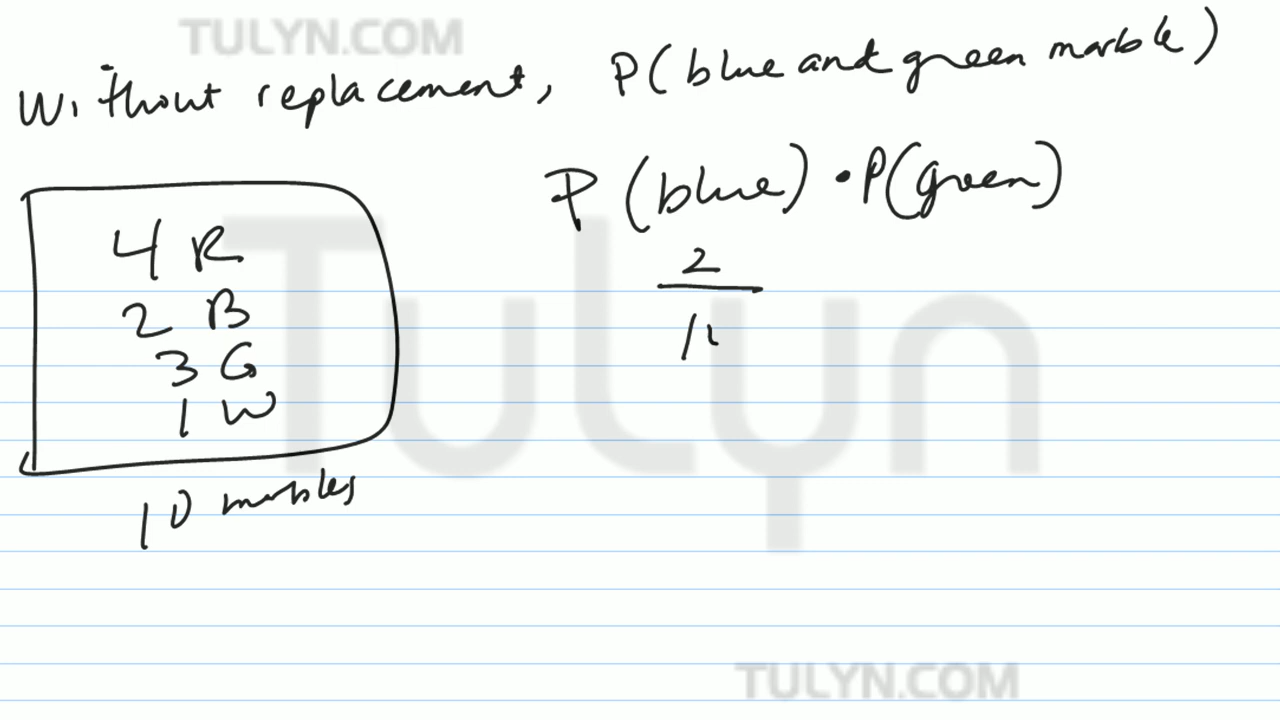 TULYN.COM
Without replacement, P(blue and green marble)
P(blue) • P(green)
2
4 R
2 B
3 G
1 W
10 marbles
Tulyn
TULYN.COM